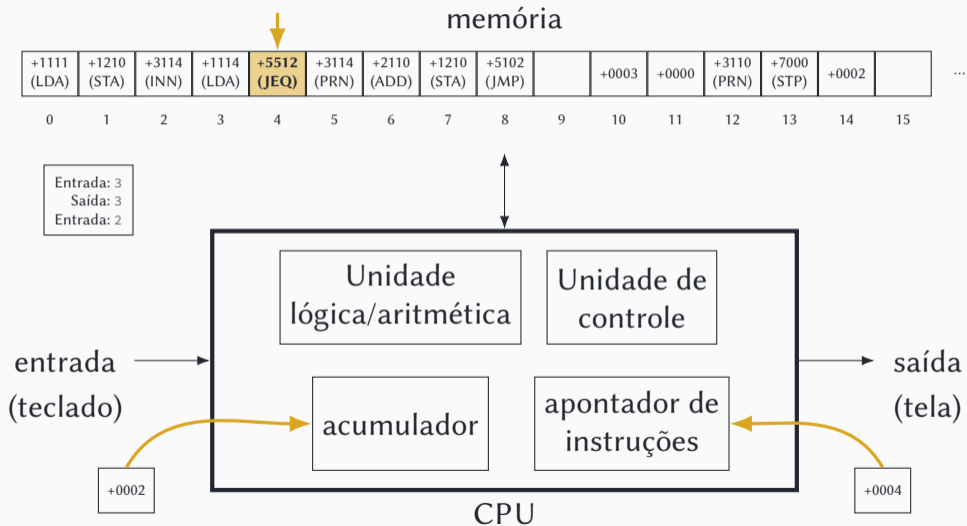 memória
+1111 +1210 +3114 +1114 +5512 +3114 +2110 +1210 +5102 +0003 +0000 +3110 +7000 +0002 ...
(LDA) (STA) (INN) (LDA) (JEQ) (PRN) (ADD) (STA) (JMP) (PRN) (STP)
0 1 2 3 4 5 6 7 8 9 10 11 12 13 14 15
Entrada: 3
Saída: 3
Entrada: 2
Unidade
lógica/aritmética
Unidade de
controle
entrada
(teclado)
saída
(tela)
acumulador
apontador de
instruções
+0002
+0004
CPU